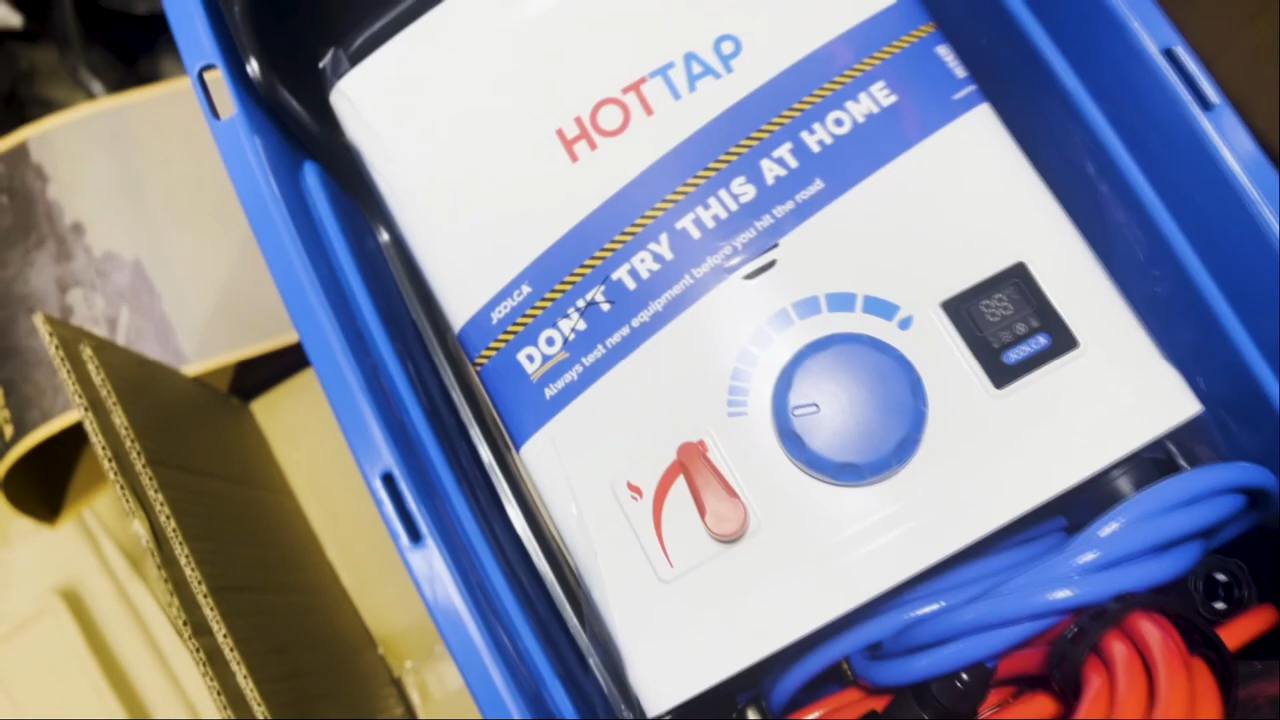 HOTTAP
JOOLCA
DON'T TRY THIS AT HOME
Always test new equipment before you hit the road
JOOLCA